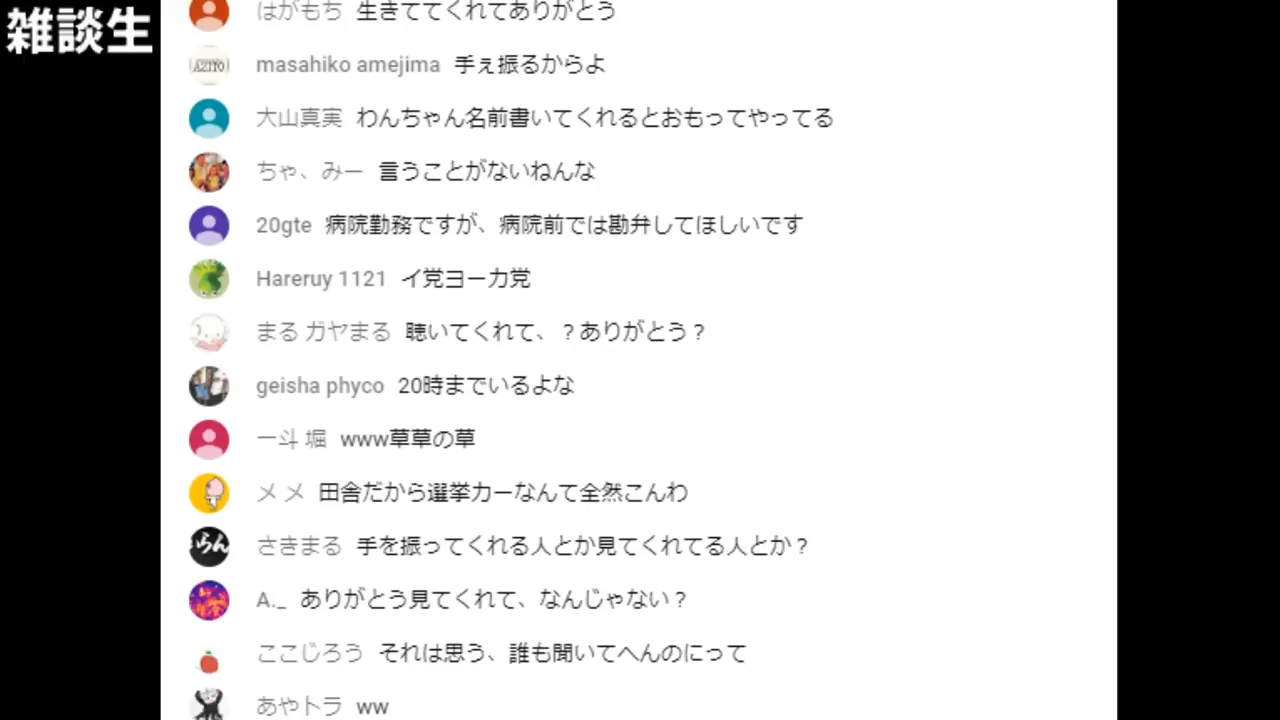 雑談生
はがもち 生きててくれてありがとう
masahiko amejima 手ぇ振るからよ
大山真実 わんちゃん名前書いてくれるとおもってやってる
ちゃ、みー 言うことがないねんな
20gte 病院勤務ですが、病院前では勘弁してほしいです
Hareruy 1121 イ党ヨーカ党
まる ガヤまる 聴いてくれて、？ありがとう？
geisha phyco 20時までいるよな
一斗 堀 www草草の草
メ メ 田舎だから選挙カーなんて全然こんわ
さきまる 手を振ってくれる人とか見てくれてる人とか？
A._ ありがとう見てくれて、なんじゃない？
ここじろう それは思う、誰も聞いてへんのにって
あやトラ ww